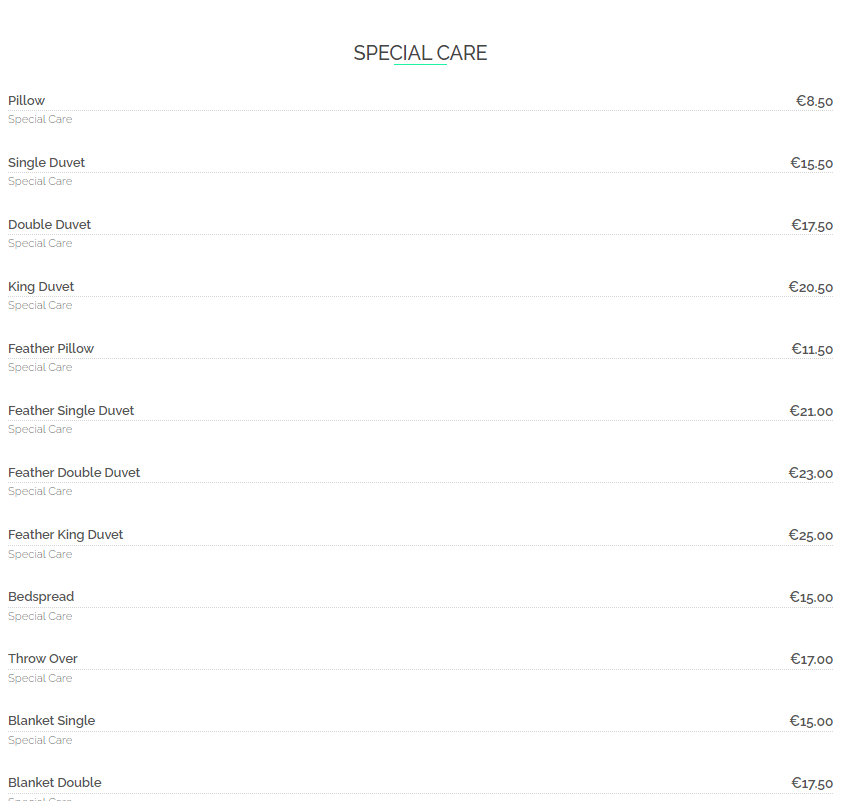 SPECIAL CARE
Pillow €8.50
Special Care
Single Duvet €15.50
Special Care
Double Duvet €17.50
Special Care
King Duvet €20.50
Special Care
Feather Pillow €11.50
Special Care
Feather Single Duvet €21.00
Special Care
Feather Double Duvet €23.00
Special Care
Feather King Duvet €25.00
Special Care
Bedspread €15.00
Special Care
Throw Over €17.00
Special Care
Blanket Single €15.00
Special Care
Blanket Double €17.50
Special Care